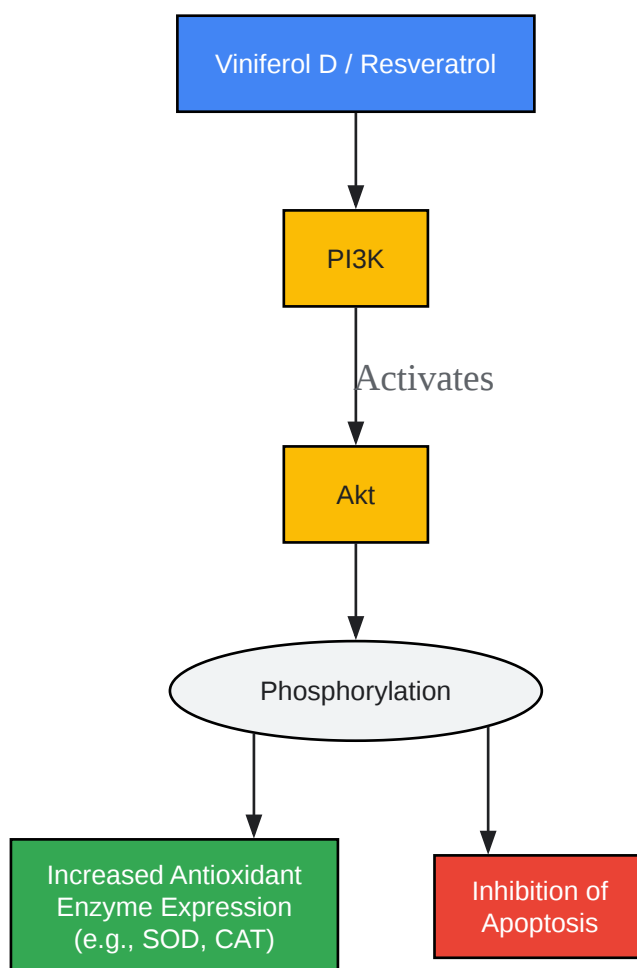 Viniferol D / Resveratrol
PI3K
Activates
Akt
Phosphorylation
Increased Antioxidant
Enzyme Expression
(e.g., SOD, CAT)
Inhibition of
Apoptosis